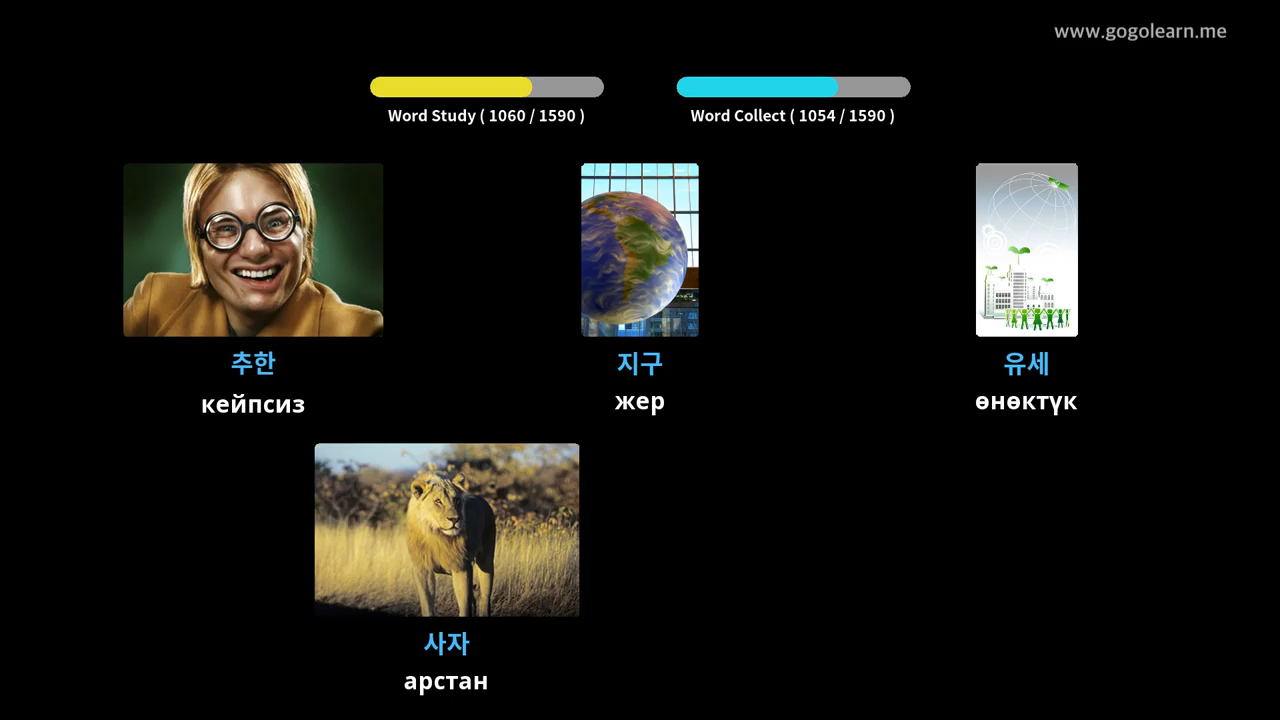 www.gogolearn.me
Word Study ( 1060 / 1590 )
Word Collect ( 1054 / 1590 )
추한
кейпсиз
지구
жер
유세
өнөктүк
사자
арстан